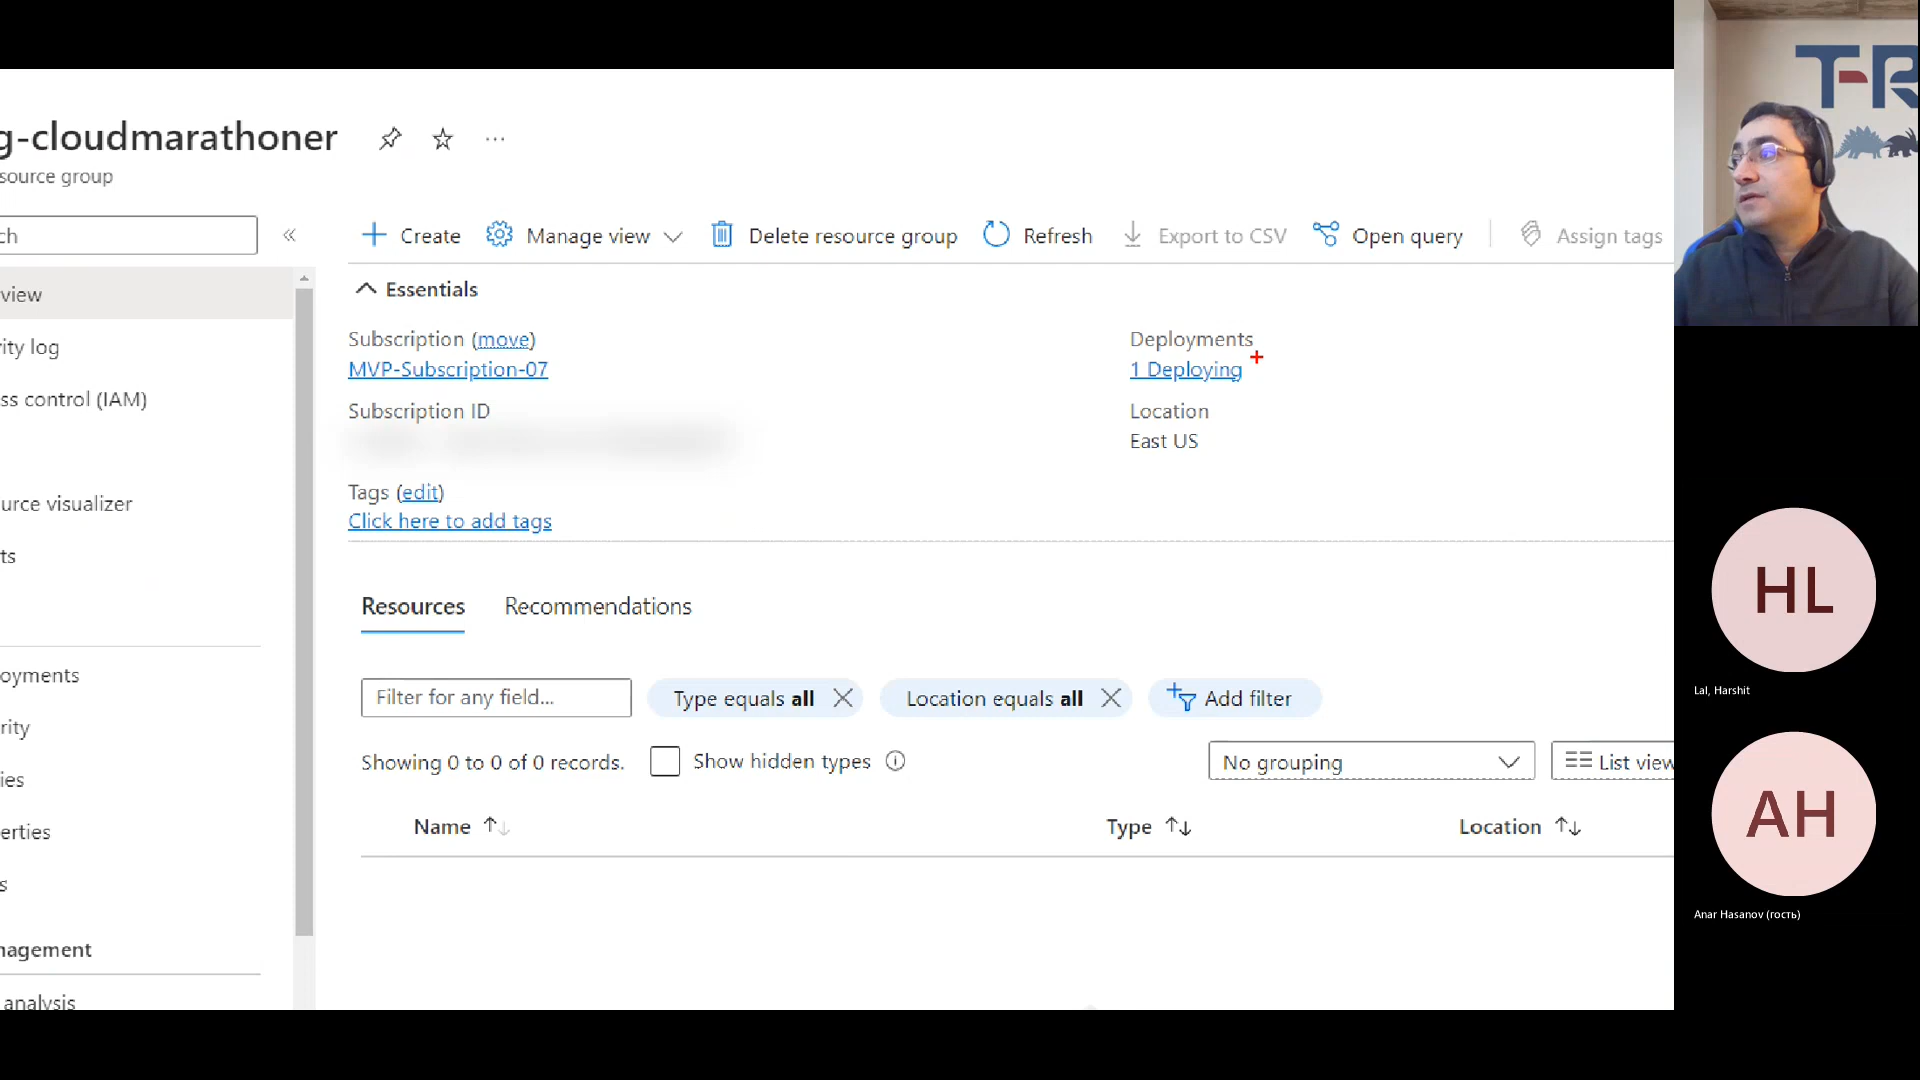 g-cloudmarathoner
source group
ch
view
ity log
ss control (IAM)
urce visualizer
ts
oyments
rity
ies
erties
s
nagement
analysis
Create
Manage view
Delete resource group
Refresh
Export to CSV
Open query
Assign tags
Essentials
Subscription (move)
MVP-Subscription-07
Subscription ID
Tags (edit)
Click here to add tags
Deployments
1 Deploying
Location
East US
Resources
Recommendations
Filter for any field...
Type equals all
Location equals all
Add filter
Showing 0 to 0 of 0 records.
Show hidden types
No grouping
List view
Name
Type
Location
T-R
HL
Lal, Harshit
AH
Anar Hasanov (гость)